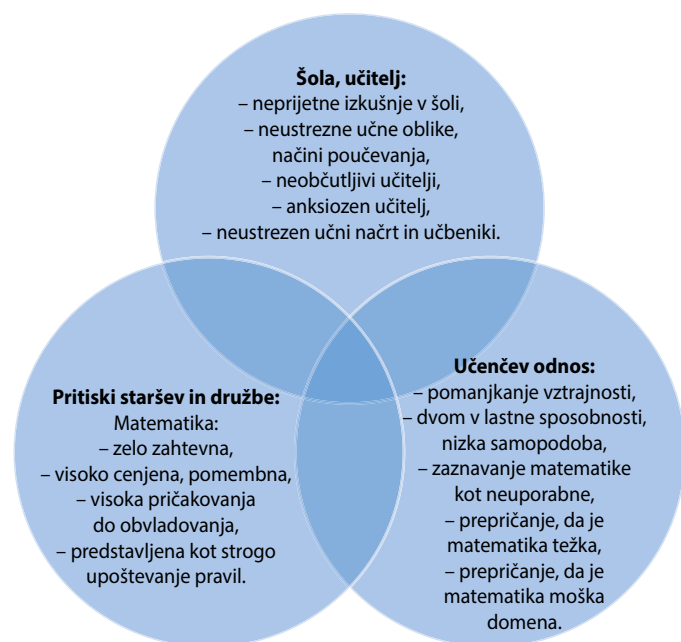 Šola, učitelj:
– neprijetne izkušnje v šoli,
– neustrezne učne oblike,
načini poučevanja,
– neobčutljivi učitelji,
– anksiozen učitelj,
– neustrezen učni načrt in učbeniki.
Pritiski staršev in družbe:
Matematika:
– zelo zahtevna,
– visoko cenjena, pomembna,
– visoka pričakovanja
do obvladovanja,
– predstavljena kot strogo
upoštevanje pravil.
Učenčev odnos:
– pomanjkanje vztrajnosti,
– dvom v lastne sposobnosti,
nizka samopodoba,
– zaznavanje matematike
kot neuporabne,
– prepričanje, da je
matematika težka,
– prepričanje, da je
matematika moška
domena.